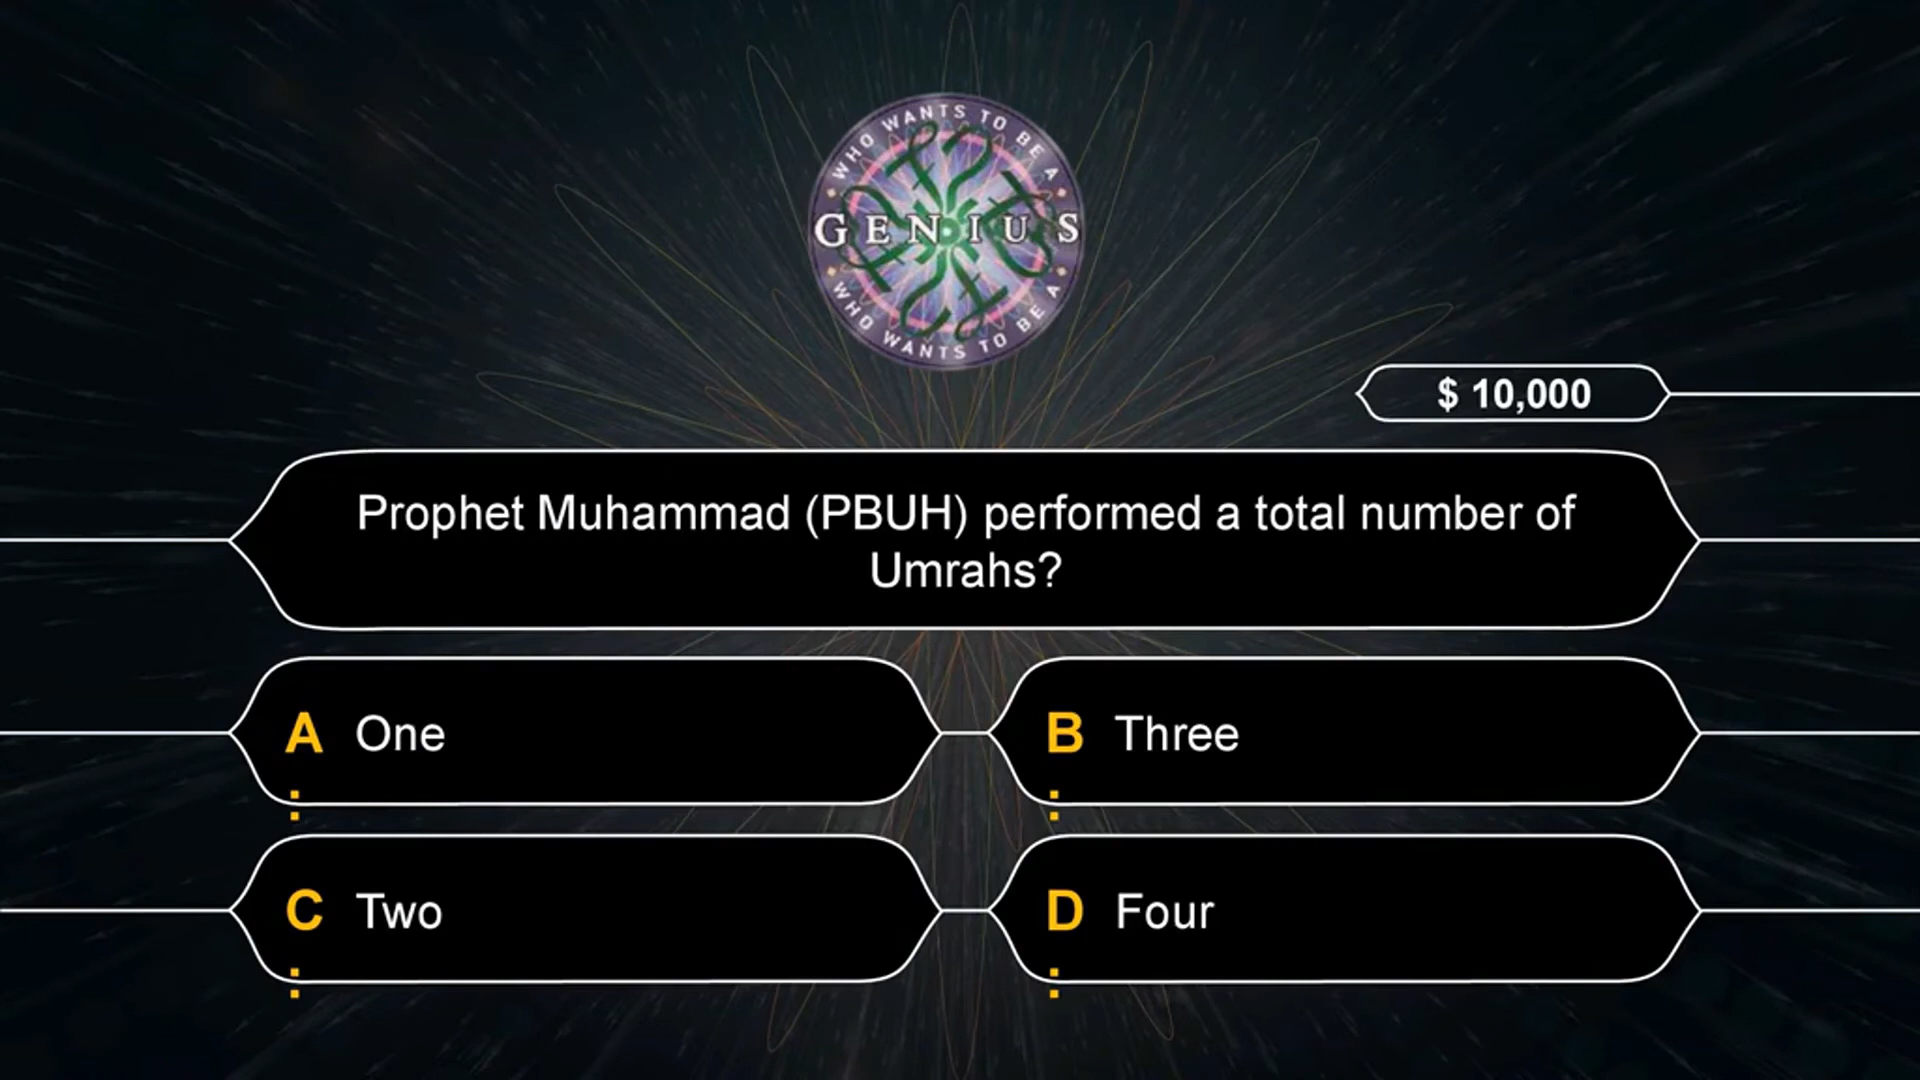 WHO WANTS TO BE A
GENIUS
WHO WANTS TO BE A
$ 10,000
Prophet Muhammad (PBUH) performed a total number of
Umrahs?
A: One
B: Three
C: Two
D: Four